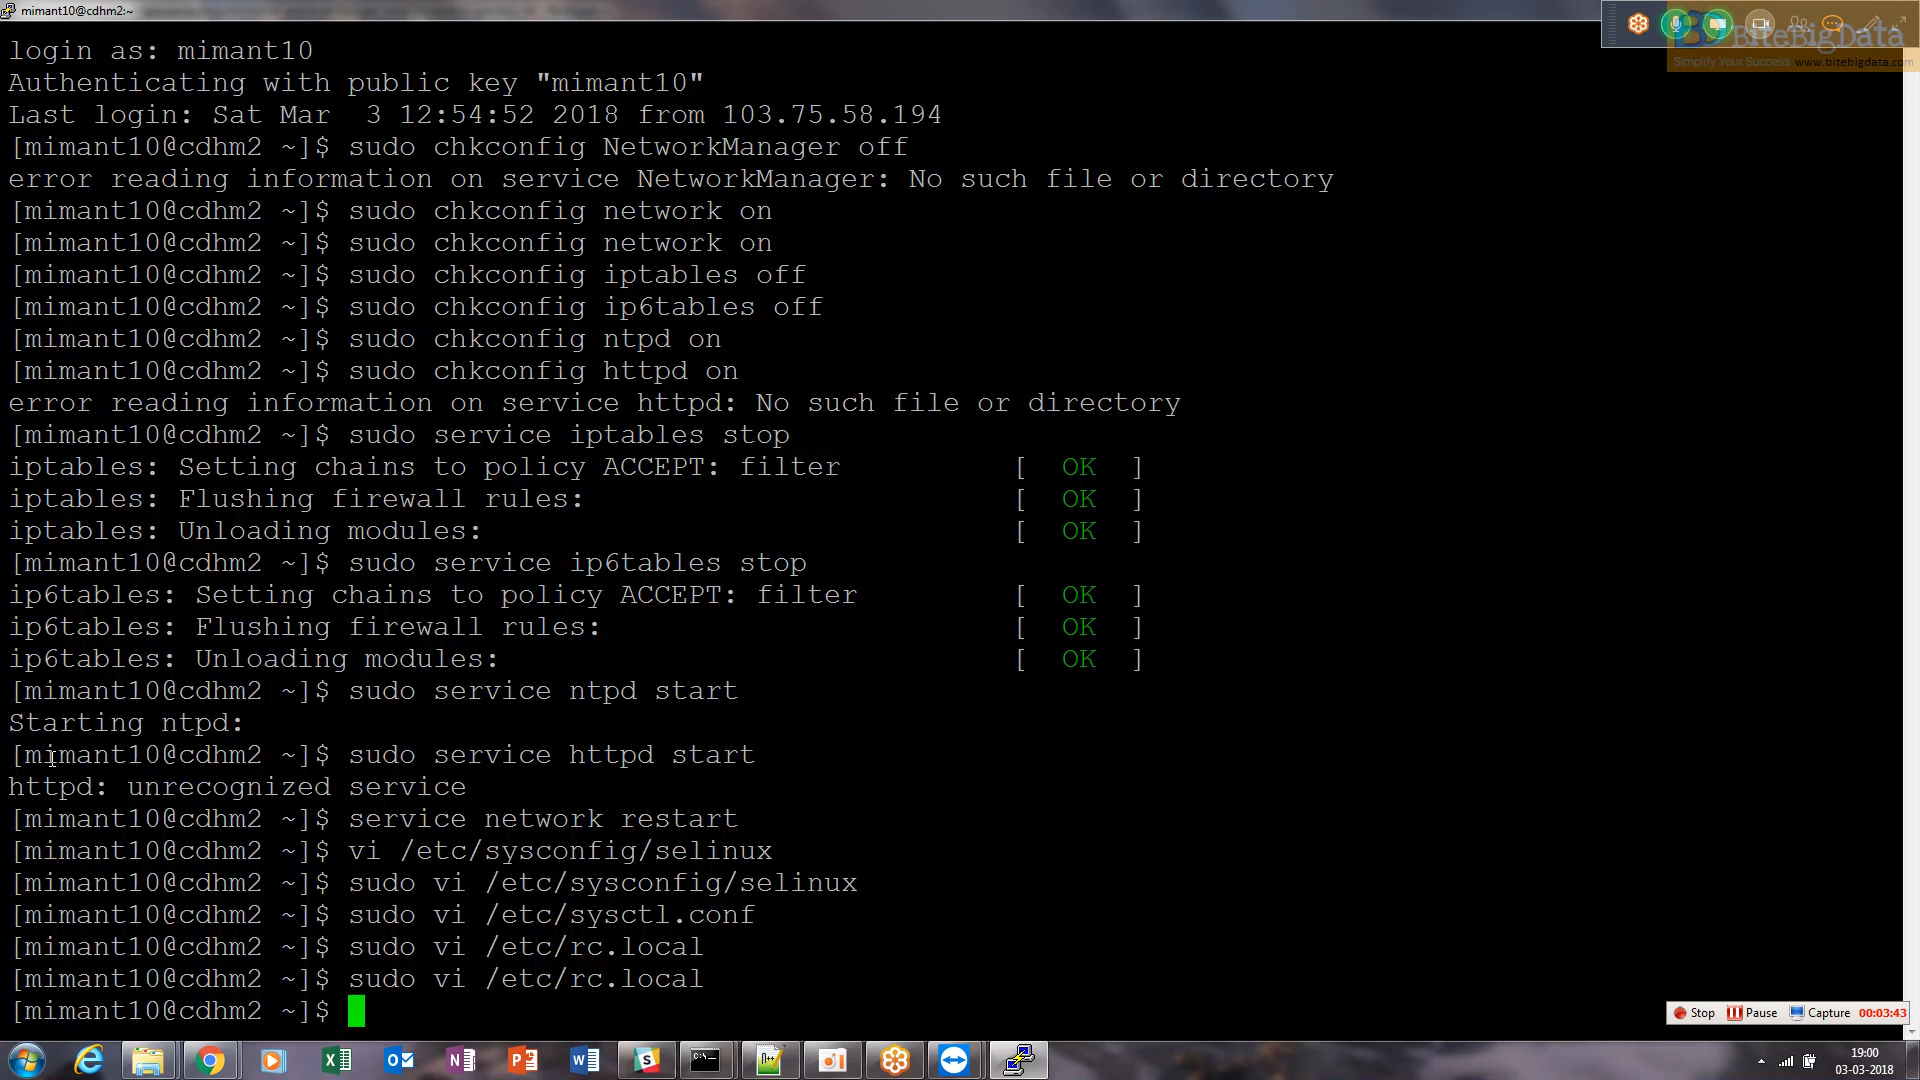 mimant10@cdhm2:~
login as: mimant10
Authenticating with public key "mimant10"
Last login: Sat Mar  3 12:54:52 2018 from 103.75.58.194
[mimant10@cdhm2 ~]$ sudo chkconfig NetworkManager off
error reading information on service NetworkManager: No such file or directory
[mimant10@cdhm2 ~]$ sudo chkconfig network on
[mimant10@cdhm2 ~]$ sudo chkconfig network on
[mimant10@cdhm2 ~]$ sudo chkconfig iptables off
[mimant10@cdhm2 ~]$ sudo chkconfig ip6tables off
[mimant10@cdhm2 ~]$ sudo chkconfig ntpd on
[mimant10@cdhm2 ~]$ sudo chkconfig httpd on
error reading information on service httpd: No such file or directory
[mimant10@cdhm2 ~]$ sudo service iptables stop
iptables: Setting chains to policy ACCEPT: filter          [  OK  ]
iptables: Flushing firewall rules:                         [  OK  ]
iptables: Unloading modules:                               [  OK  ]
[mimant10@cdhm2 ~]$ sudo service ip6tables stop
ip6tables: Setting chains to policy ACCEPT: filter         [  OK  ]
ip6tables: Flushing firewall rules:                        [  OK  ]
ip6tables: Unloading modules:                              [  OK  ]
[mimant10@cdhm2 ~]$ sudo service ntpd start
Starting ntpd:
[mimant10@cdhm2 ~]$ sudo service httpd start
httpd: unrecognized service
[mimant10@cdhm2 ~]$ service network restart
[mimant10@cdhm2 ~]$ vi /etc/sysconfig/selinux
[mimant10@cdhm2 ~]$ sudo vi /etc/sysconfig/selinux
[mimant10@cdhm2 ~]$ sudo vi /etc/sysctl.conf
[mimant10@cdhm2 ~]$ sudo vi /etc/rc.local
[mimant10@cdhm2 ~]$ sudo vi /etc/rc.local
[mimant10@cdhm2 ~]$
BiteBigData
Simplify Your Success www.bitebigdata.com
Stop Pause Capture 00:03:43
19:00
03-03-2018